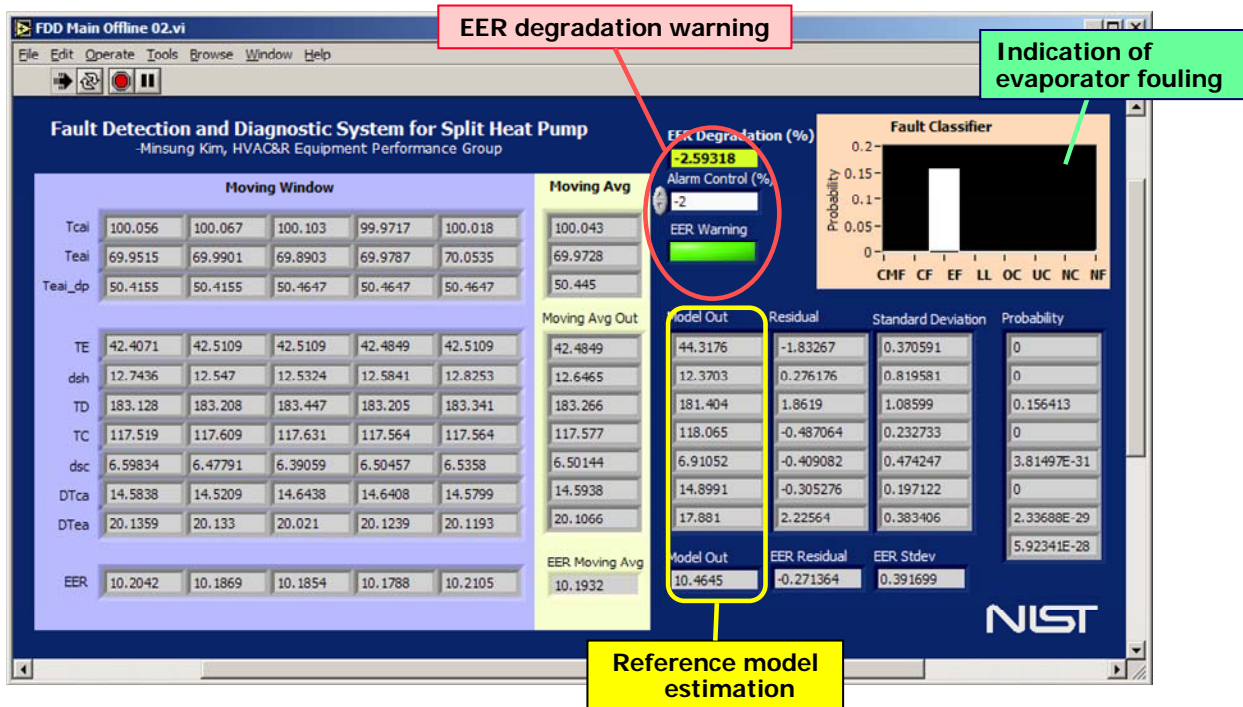 EER degradation warning
FDD Main Offline 02.vi
File Edit Operate Tools Browse Window Help
Indication of
evaporator fouling
Fault Detection and Diagnostic System for Split Heat Pump
-Minsung Kim, HVAC&R Equipment Performance Group
EER Degradation (%)
-2.59318
Alarm Control (%)
-2
EER Warning
Fault Classifier
Probability
0.2
0.15
0.1
0.05
0
CMF CF EF LL OC UC NC NF
Moving Window Moving Avg
Tcai 100.056 100.067 100.103 99.9717 100.018 100.043
Teai 69.9515 69.9901 69.8903 69.9787 70.0535 69.9728
Teai_dp 50.4155 50.4155 50.4647 50.4647 50.4647 50.445
Moving Avg Out Model Out Residual Standard Deviation Probability
TE 42.4071 42.5109 42.5109 42.4849 42.5109 42.4849 44.3176 -1.83267 0.370591 0
dsh 12.7436 12.547 12.5324 12.5841 12.8253 12.6465 12.3703 0.276176 0.819581 0
TD 183.128 183.208 183.447 183.205 183.341 183.266 181.404 1.8619 1.08599 0.156413
TC 117.519 117.609 117.631 117.564 117.564 117.577 118.065 -0.487064 0.232733 0
dsc 6.59834 6.47791 6.39059 6.50457 6.5358 6.50144 6.91052 -0.409082 0.474247 3.81497E-31
DTca 14.5838 14.5209 14.6438 14.6408 14.5799 14.5938 14.8991 -0.305276 0.197122 0
DTea 20.1359 20.133 20.021 20.1239 20.1193 20.1066 17.881 2.22564 0.383406 2.33688E-29
5.92341E-28
EER Moving Avg Model Out EER Residual EER Stdev
EER 10.2042 10.1869 10.1854 10.1788 10.2105 10.1932 10.4645 -0.271364 0.391699
NIST
Reference model
estimation